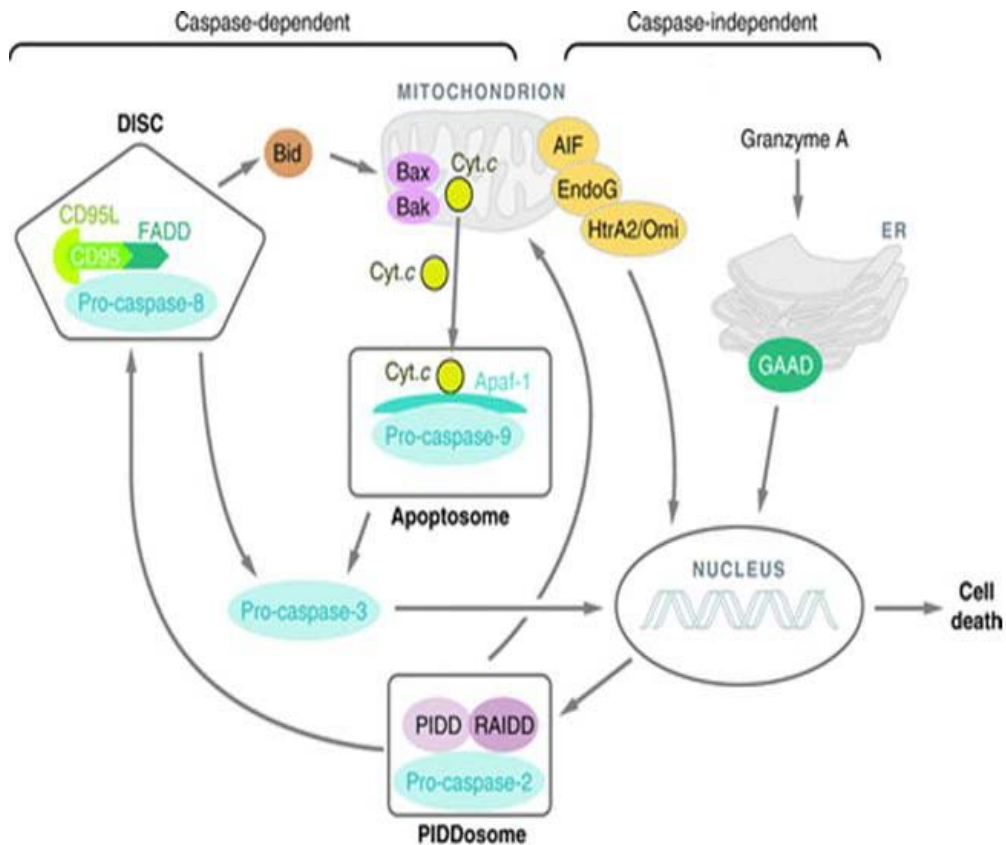 Caspase-dependent
Caspase-independent
MITOCHONDRION
DISC
Bid
Bax
Bak
Cyt.c
AIF
EndoG
HtrA2/Omi
Granzyme A
ER
GAAD
CD95L
FADD
CD95
Pro-caspase-8
Cyt.c
Cyt.c
Apaf-1
Pro-caspase-9
Apoptosome
Pro-caspase-3
NUCLEUS
Cell
death
PIDD
RAIDD
Pro-caspase-2
PIDDosome